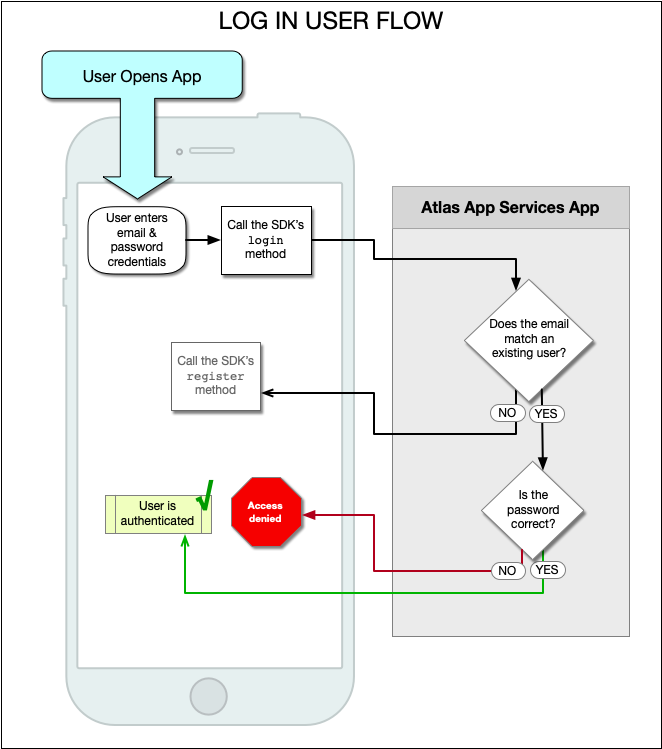 LOG IN USER FLOW
User Opens App
User enters
email &
password
credentials
Call the SDK's
login
method
Atlas App Services App
Does the email
match an
existing user?
Call the SDK's
register
method
NO
YES
Is the
password
correct?
User is
authenticated
Access
denied
NO
YES